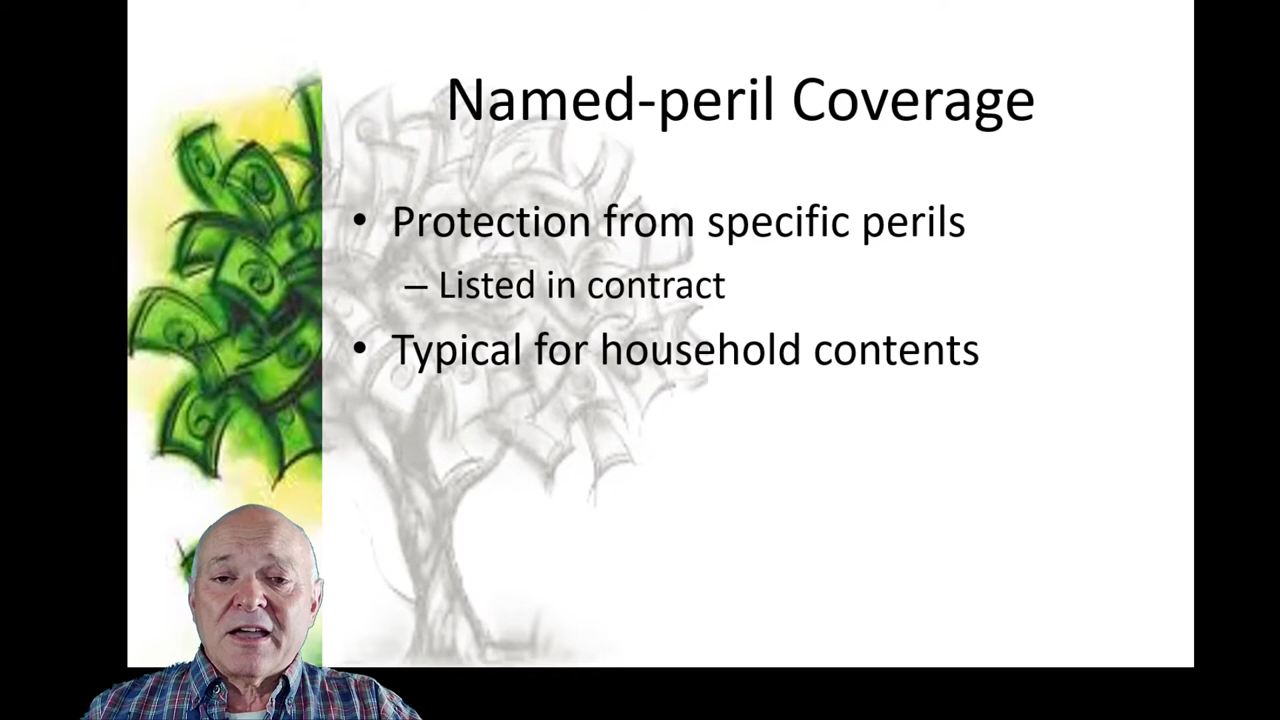 Named-peril Coverage
• Protection from specific perils
– Listed in contract
• Typical for household contents